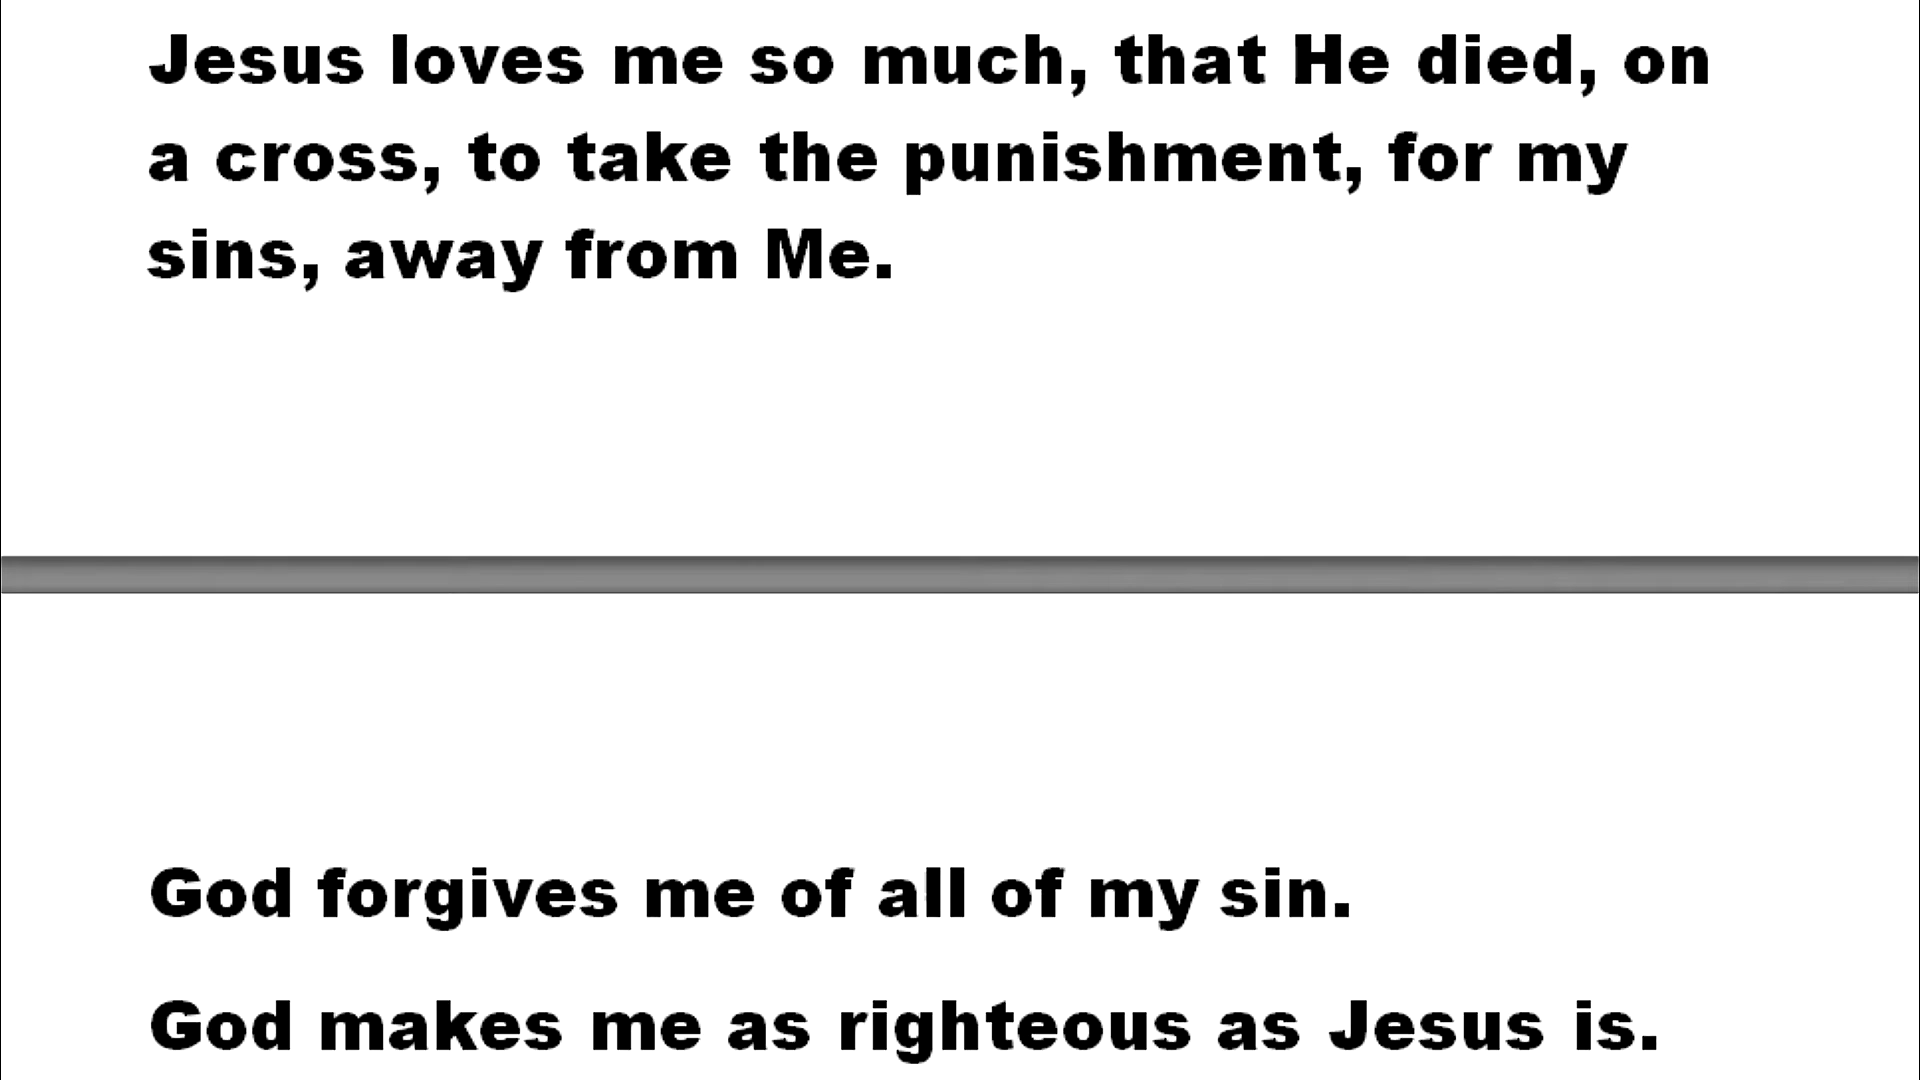 Jesus loves me so much, that He died, on
a cross, to take the punishment, for my
sins, away from Me.
God forgives me of all of my sin.
God makes me as righteous as Jesus is.